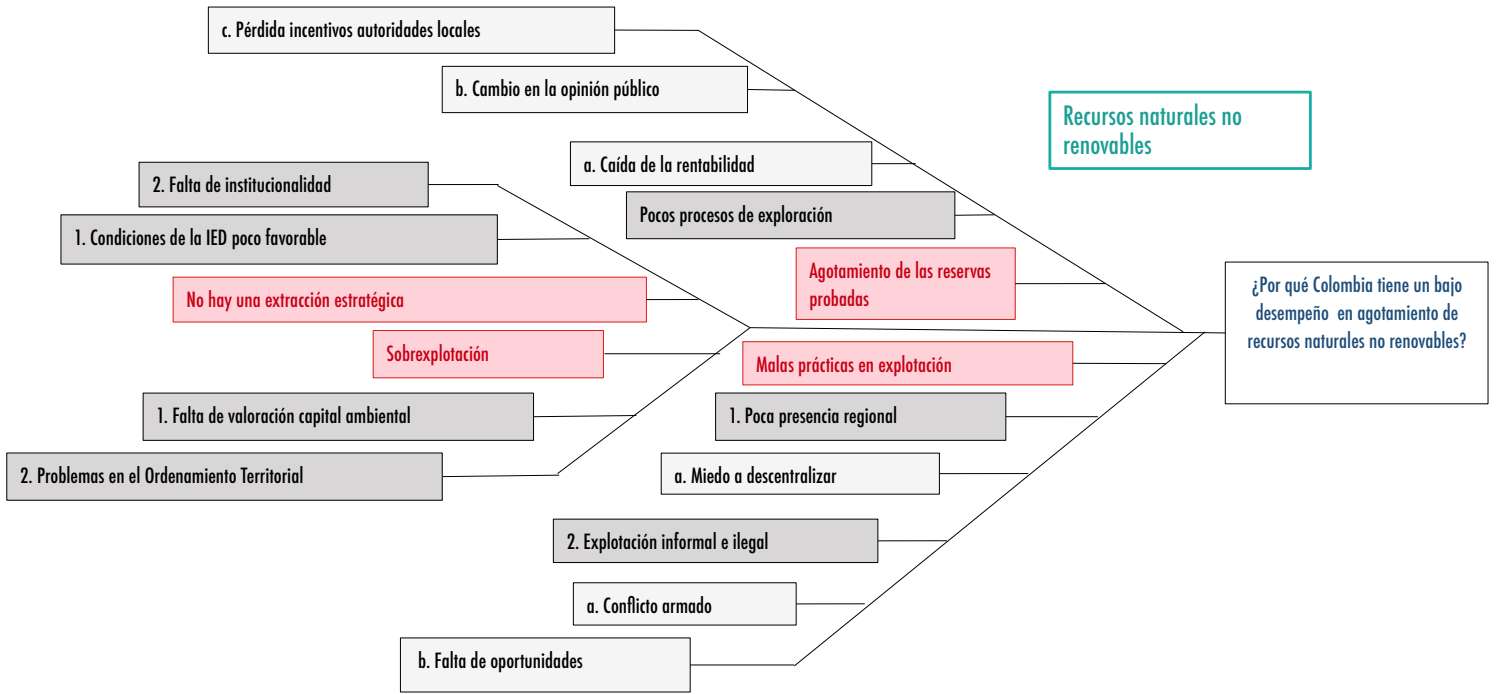 c. Pérdida incentivos autoridades locales
b. Cambio en la opinión público
Recursos naturales no
renovables
a. Caída de la rentabilidad
2. Falta de institucionalidad
Pocos procesos de exploración
1. Condiciones de la IED poco favorable
Agotamiento de las reservas
probadas
No hay una extracción estratégica
¿Por qué Colombia tiene un bajo
desempeño en agotamiento de
recursos naturales no renovables?
Sobrexplotación
Malas prácticas en explotación
1. Falta de valoración capital ambiental
1. Poca presencia regional
2. Problemas en el Ordenamiento Territorial
a. Miedo a descentralizar
2. Explotación informal e ilegal
a. Conflicto armado
b. Falta de oportunidades